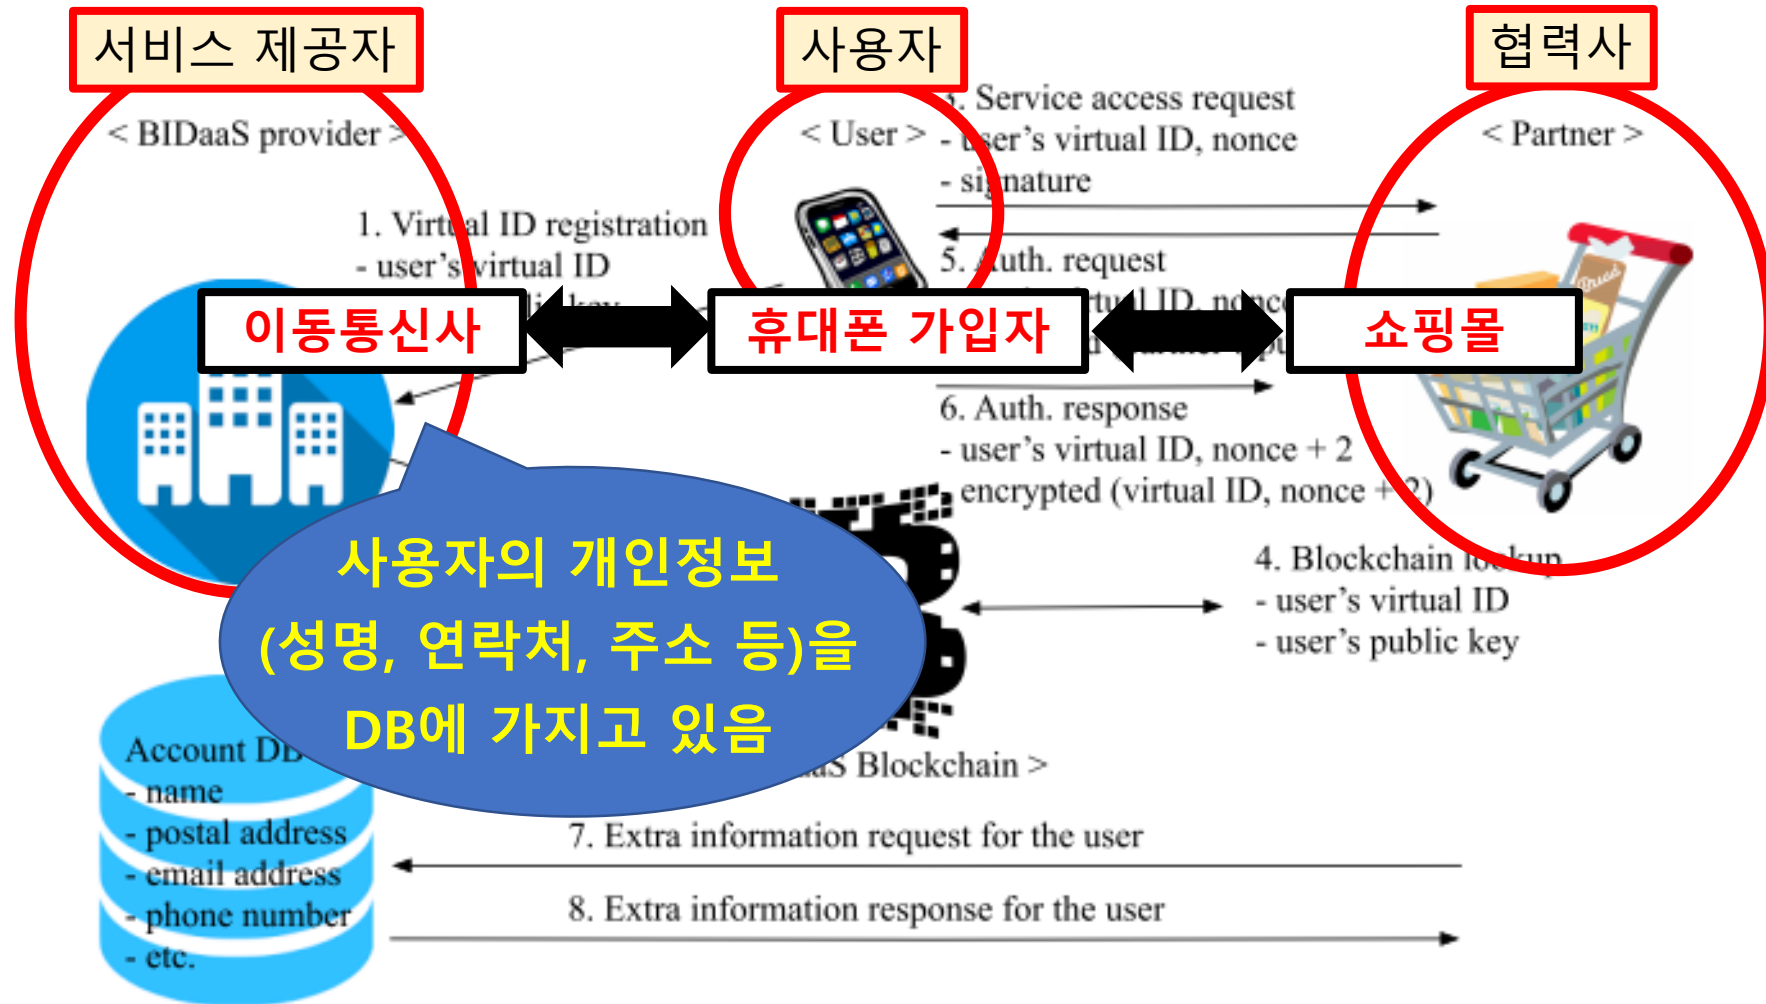 서비스 제공자
사용자
협력사
< BIDaaS provider >
< User >
< Partner >
3. Service access request
- user's virtual ID, nonce
- signature
1. Virtual ID registration
- user's virtual ID
key
5. Auth. request
virtual ID, nonce
이동통신사
휴대폰 가입자
쇼핑몰
6. Auth. response
- user's virtual ID, nonce + 2
encrypted (virtual ID, nonce + 2)
사용자의 개인정보
(성명, 연락처, 주소 등)을
DB에 가지고 있음
4. Blockchain lookup
- user's virtual ID
- user's public key
Blockchain >
Account DB
- name
- postal address
- email address
- phone number
- etc.
7. Extra information request for the user
8. Extra information response for the user